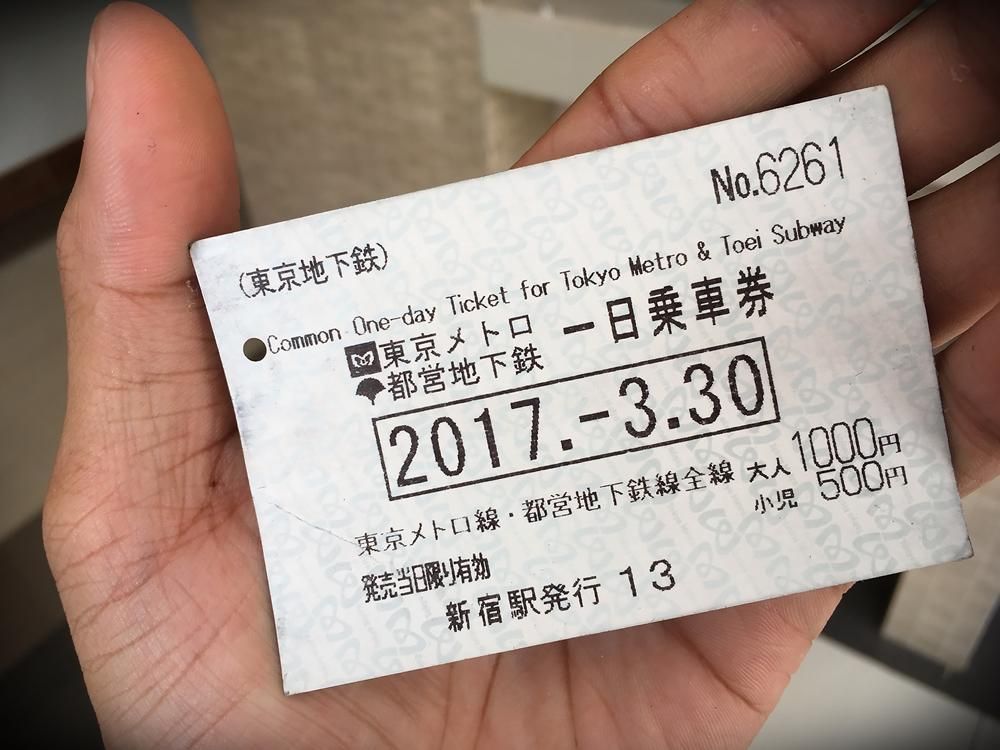 No.6261
(東京地下鉄)
Common One-day Ticket for Tokyo Metro & Toei Subway
東京メトロ 一日乗車券
都営地下鉄
2017.-3.30
東京メトロ線・都営地下鉄線全線 大人 1000円
小児 500円
発売当日限り有効
新宿駅発行 13